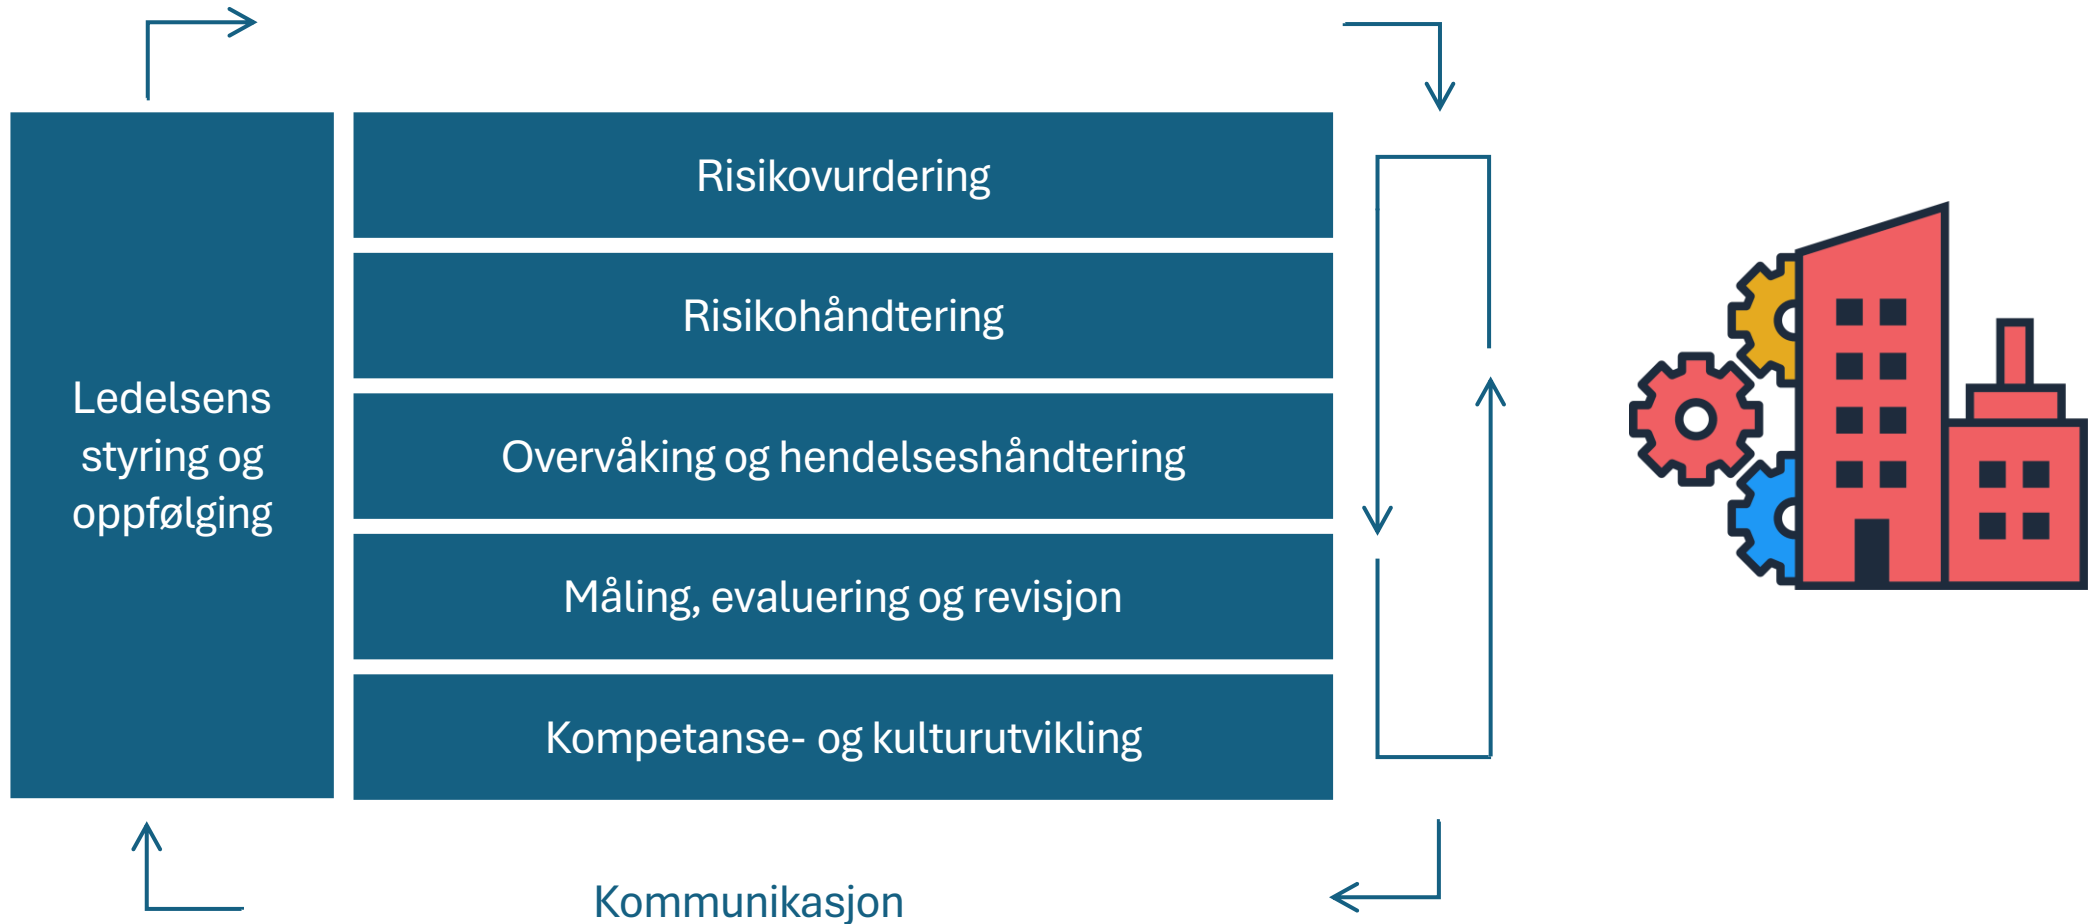 Ledelsens
styring og
oppfølging
Risikovurdering
Risikohåndtering
Overvåking og hendelseshåndtering
Måling, evaluering og revisjon
Kompetanse- og kulturutvikling
Kommunikasjon